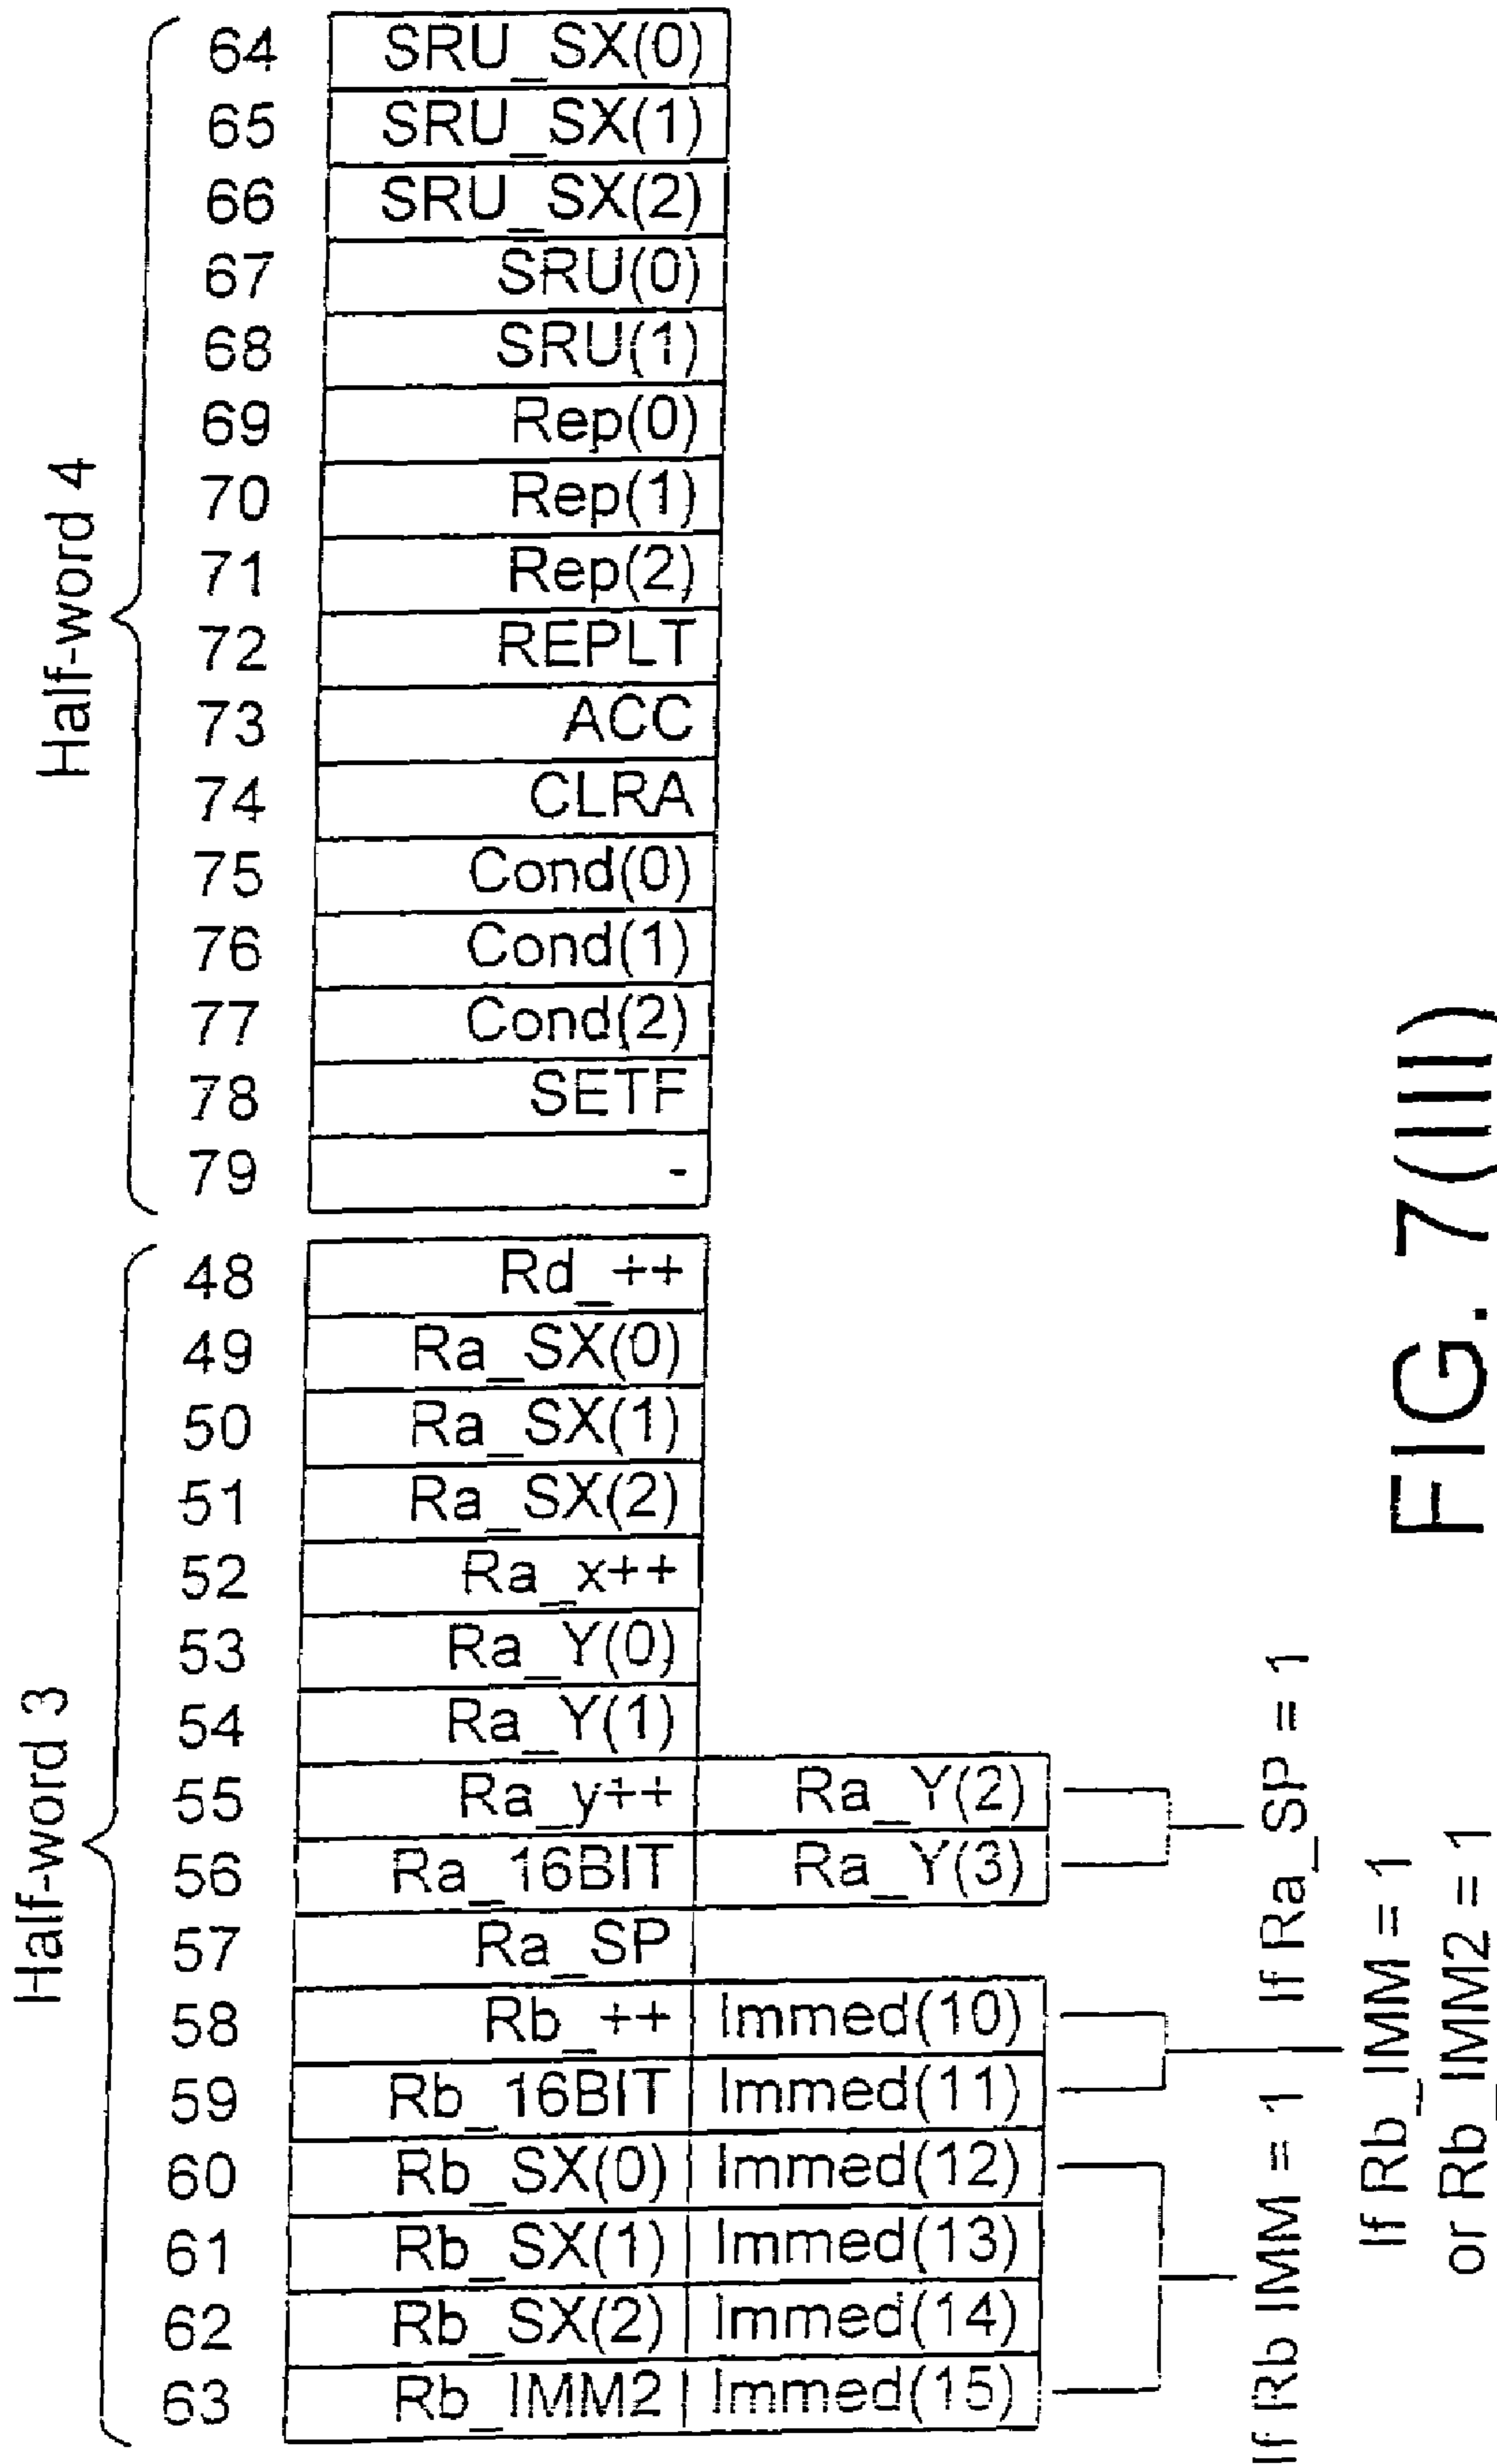 Half-word 4
64 SRU_SX(0)
65 SRU_SX(1)
66 SRU_SX(2)
67 SRU(0)
68 SRU(1)
69 Rep(0)
70 Rep(1)
71 Rep(2)
72 REPLT
73 ACC
74 CLRA
75 Cond(0)
76 Cond(1)
77 Cond(2)
78 SETF
79 -
Half-word 3
48 Rd_++
49 Ra_SX(0)
50 Ra_SX(1)
51 Ra_SX(2)
52 Ra_x++
53 Ra_Y(0)
54 Ra_Y(1)
55 Ra_y++ Ra_Y(2)
56 Ra_16BIT Ra_Y(3)
57 Ra_SP
58 Rb_++ Immed(10)
59 Rb_16BIT Immed(11)
60 Rb_SX(0) Immed(12)
61 Rb_SX(1) Immed(13)
62 Rb_SX(2) Immed(14)
63 Rb_IMM2 Immed(15)
If Ra_SP = 1
If Rb_IMM = 1
or Rb_IMM2 = 1
If Rb IMM = 1
FIG. 7(III)